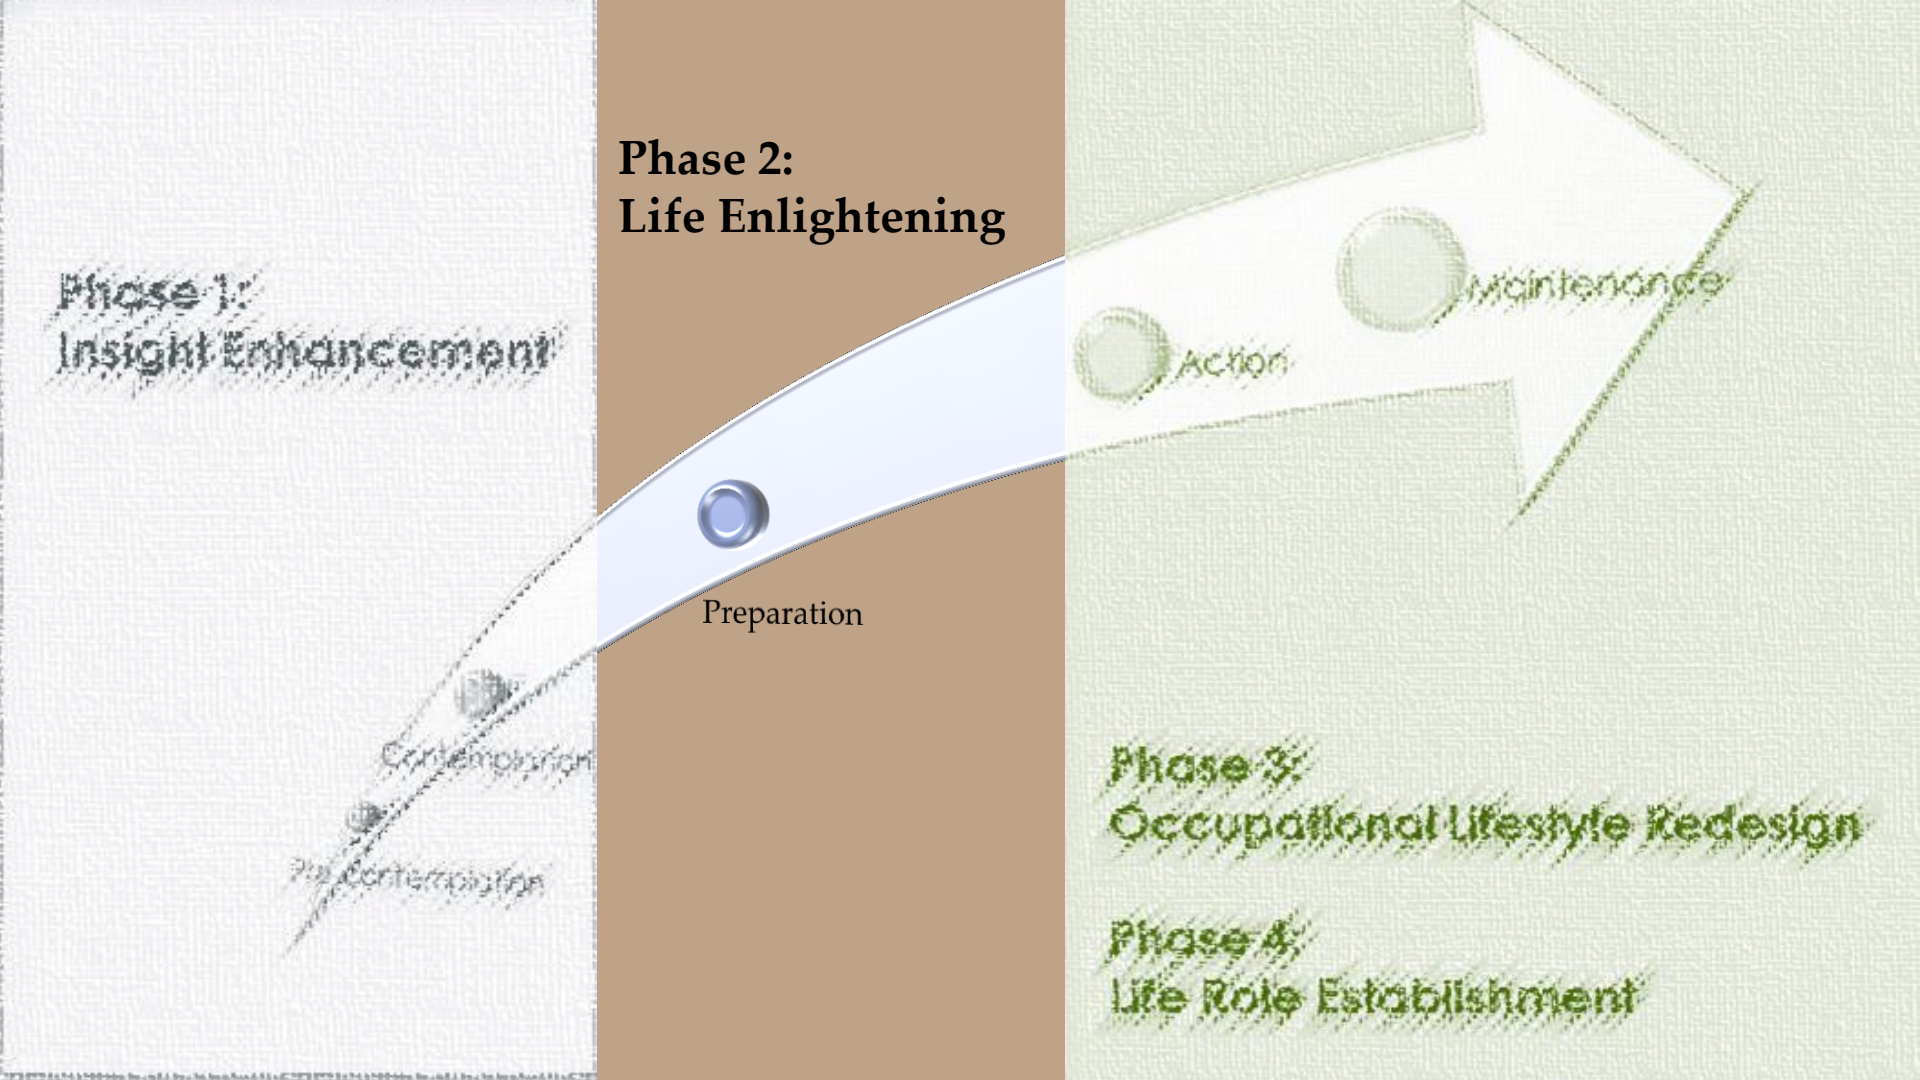 Phase 1:
Insight Enhancement
Contemplation
Pre contemplation
Phase 2:
Life Enlightening
Preparation
Action
Maintenance
Phase 3:
Occupational Lifestyle Redesign
Phase 4:
Life Role Establishment